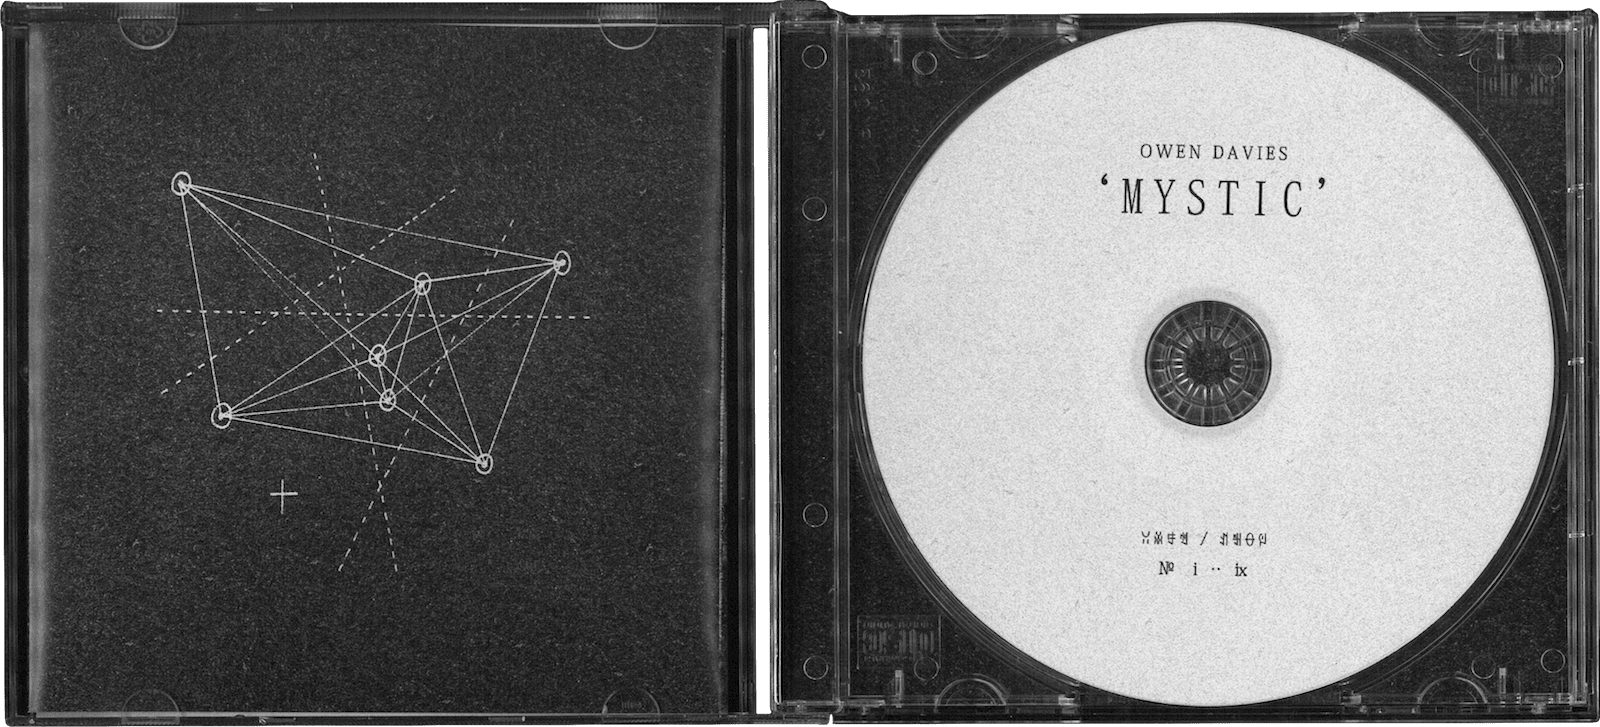 OWEN DAVIES
‘MYSTIC’
№ i ·· ix